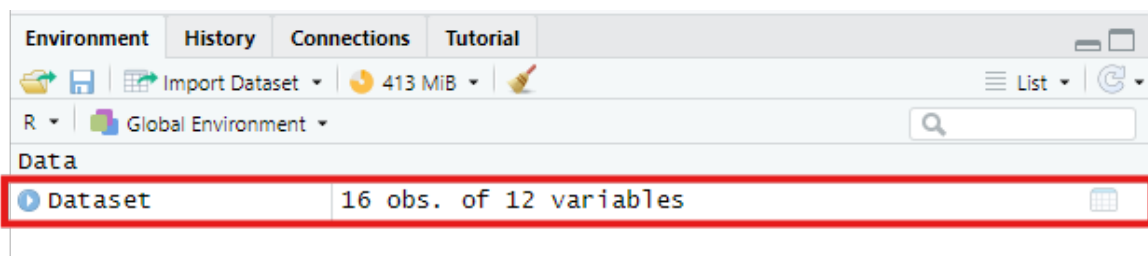 Environment History Connections Tutorial
Import Dataset 413 MiB List
R Global Environment
Data
Dataset 16 obs. of 12 variables